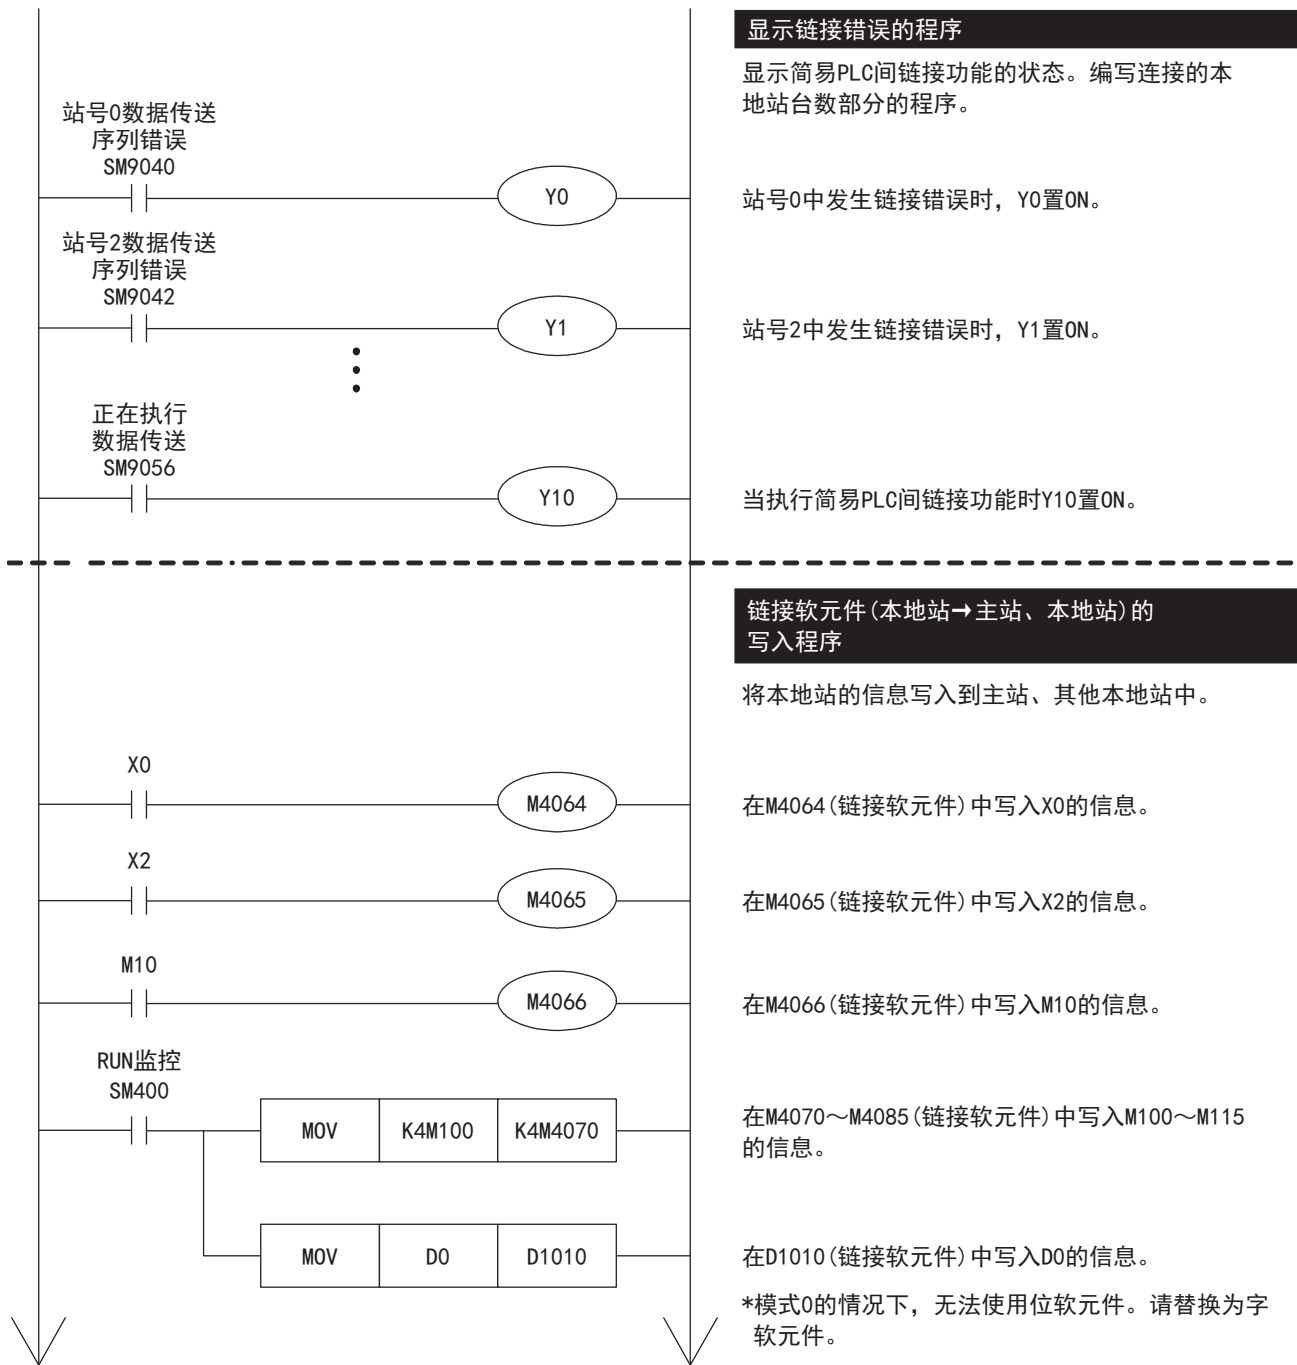 显示链接错误的程序
显示简易PLC间链接功能的状态。编写连接的本
地站台数部分的程序。
站号0数据传送
序列错误
SM9040
Y0
站号0中发生链接错误时，Y0置ON。
站号2数据传送
序列错误
SM9042
Y1
站号2中发生链接错误时，Y1置ON。
正在执行
数据传送
SM9056
Y10
当执行简易PLC间链接功能时Y10置ON。
链接软元件(本地站→主站、本地站)的
写入程序
将本地站的信息写入到主站、其他本地站中。
X0
M4064
在M4064(链接软元件)中写入X0的信息。
X2
M4065
在M4065(链接软元件)中写入X2的信息。
M10
M4066
在M4066(链接软元件)中写入M10的信息。
RUN监控
SM400
MOV K4M100 K4M4070
在M4070～M4085(链接软元件)中写入M100～M115
的信息。
MOV D0 D1010
在D1010(链接软元件)中写入D0的信息。
*模式0的情况下，无法使用位软元件。请替换为字
软元件。